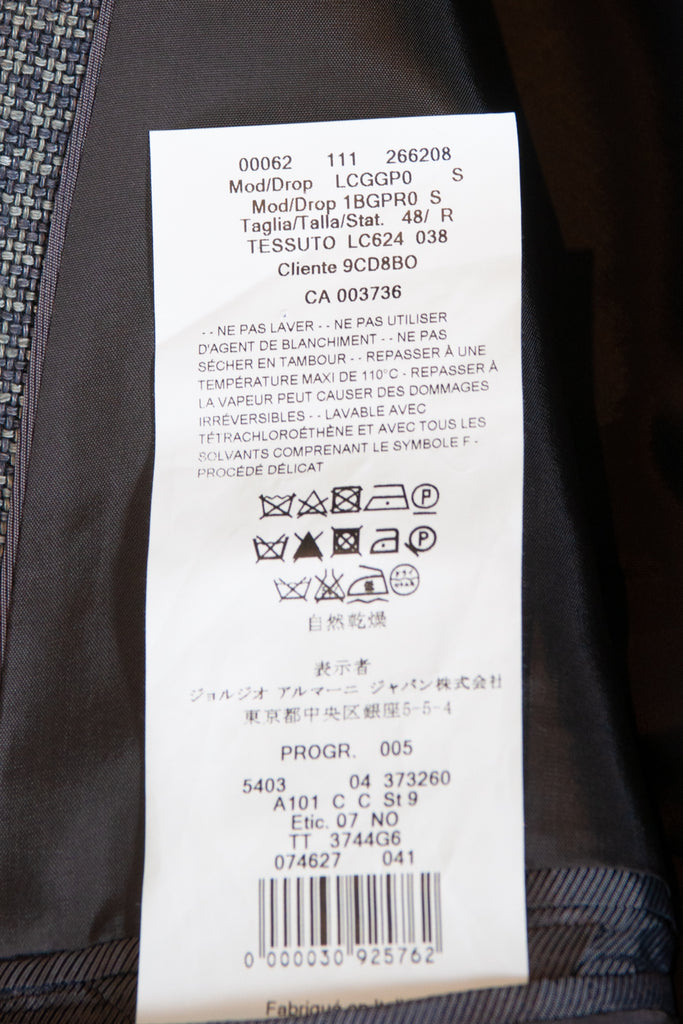 00062 111 266208
Mod/Drop LCGGP0 S
Mod/Drop 1BGPR0 S
Taglia/Talla/Stat. 48/ R
TESSUTO LC624 038
Cliente 9CD8BO
CA 003736
- - NE PAS LAVER - - NE PAS UTILISER
D'AGENT DE BLANCHIMENT - - NE PAS
SÉCHER EN TAMBOUR - - REPASSER À UNE
TEMPÉRATURE MAXI DE 110°C - REPASSER À
LA VAPEUR PEUT CAUSER DES DOMMAGES
IRRÉVERSIBLES - - LAVABLE AVEC
TÉTRACHLOROÉTHÈNE ET AVEC TOUS LES
SOLVANTS COMPRENANT LE SYMBOLE F -
PROCÉDÉ DÉLICAT
P
P
自然乾燥
表示者
ジョルジオ アルマーニ ジャパン株式会社
東京都中央区銀座5-5-4
PROGR. 005
5403 04 373260
A101 C C St 9
Etic. 07 NO
TT 3744G6
074627 041
0 000030 925762
Fabriqué en